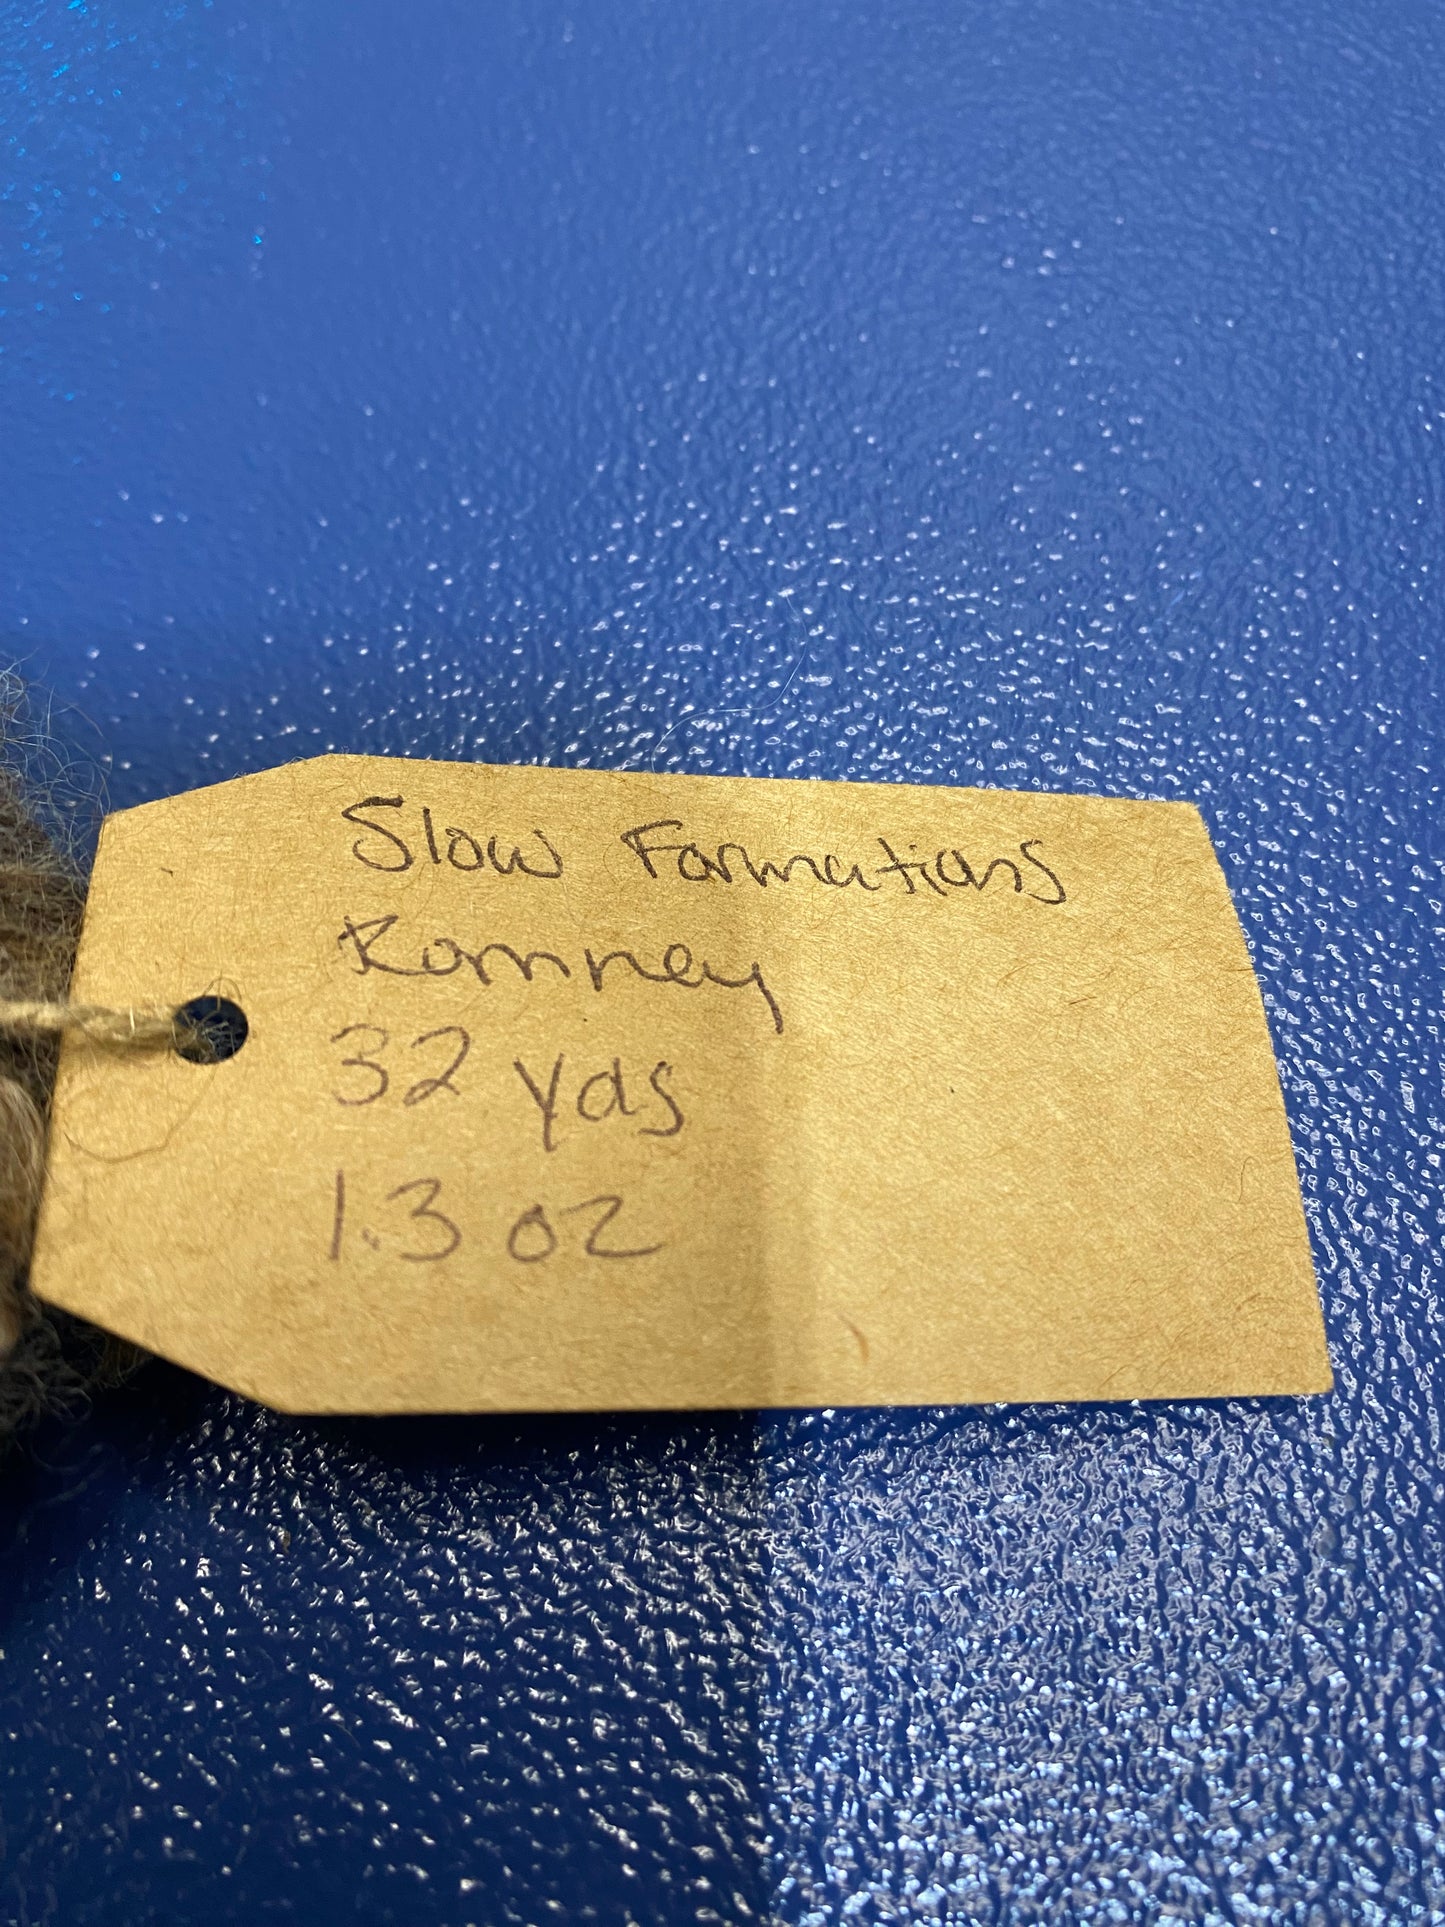 Slow Formations
Romney
32 yds
1.3 oz